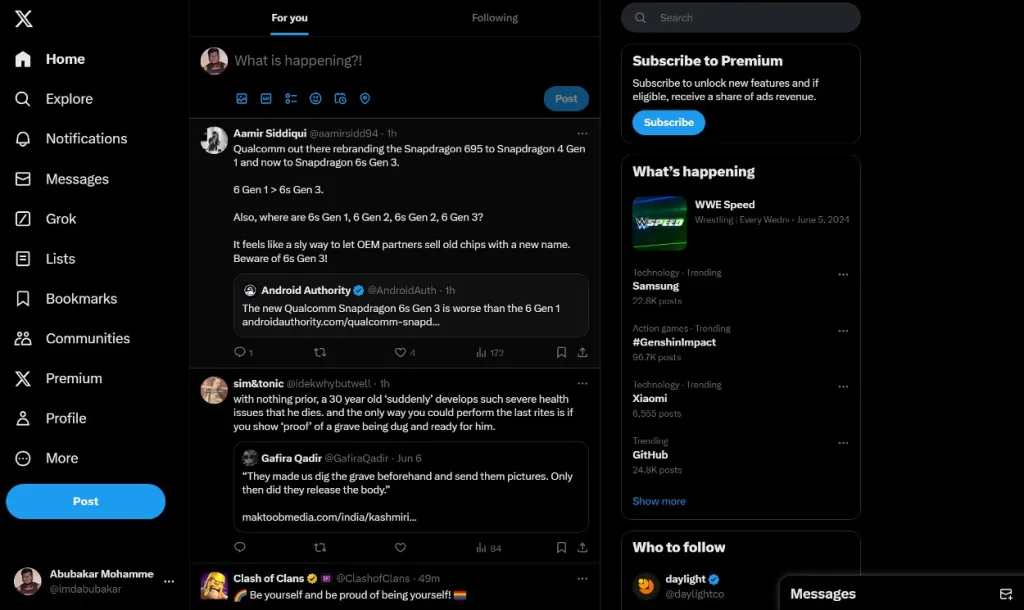 Home
Explore
Notifications
Messages
Grok
Lists
Bookmarks
Communities
Premium
Profile
More
Post
Abubakar Mohamme
@imdabubakar
For you
Following
What is happening?!
GIF
Post
Aamir Siddiqui @aamirsidd94 · 1h
Qualcomm out there rebranding the Snapdragon 695 to Snapdragon 4 Gen
1 and now to Snapdragon 6s Gen 3.
6 Gen 1 > 6s Gen 3.
Also, where are 6s Gen 1, 6 Gen 2, 6s Gen 2, 6 Gen 3?
It feels like a sly way to let OEM partners sell old chips with a new name.
Beware of 6s Gen 3!
Android Authority @AndroidAuth · 1h
The new Qualcomm Snapdragon 6s Gen 3 is worse than the 6 Gen 1
androidauthority.com/qualcomm-snapd...
1 4 172
sim&tonic @idekwhybutwell · 1h
with nothing prior, a 30 year old ‘suddenly’ develops such severe health
issues that he dies. and the only way you could perform the last rites is if
you show ‘proof’ of a grave being dug and ready for him.
Gafira Qadir @GafiraQadir · Jun 6
“They made us dig the grave beforehand and send them pictures. Only
then did they release the body.”
maktoobmedia.com/india/kashmiri...
84
Clash of Clans @ClashofClans · 49m
Be yourself and be proud of being yourself!
Search
Subscribe to Premium
Subscribe to unlock new features and if
eligible, receive a share of ads revenue.
Subscribe
What’s happening
WWE Speed
Wrestling | Every Wedn · June 5, 2024
SPEED
Technology · Trending
Samsung
22.8K posts
Action games · Trending
#GenshinImpact
96.7K posts
Technology · Trending
Xiaomi
6,555 posts
Trending
GitHub
24.8K posts
Show more
Who to follow
daylight
@daylightco
Messages